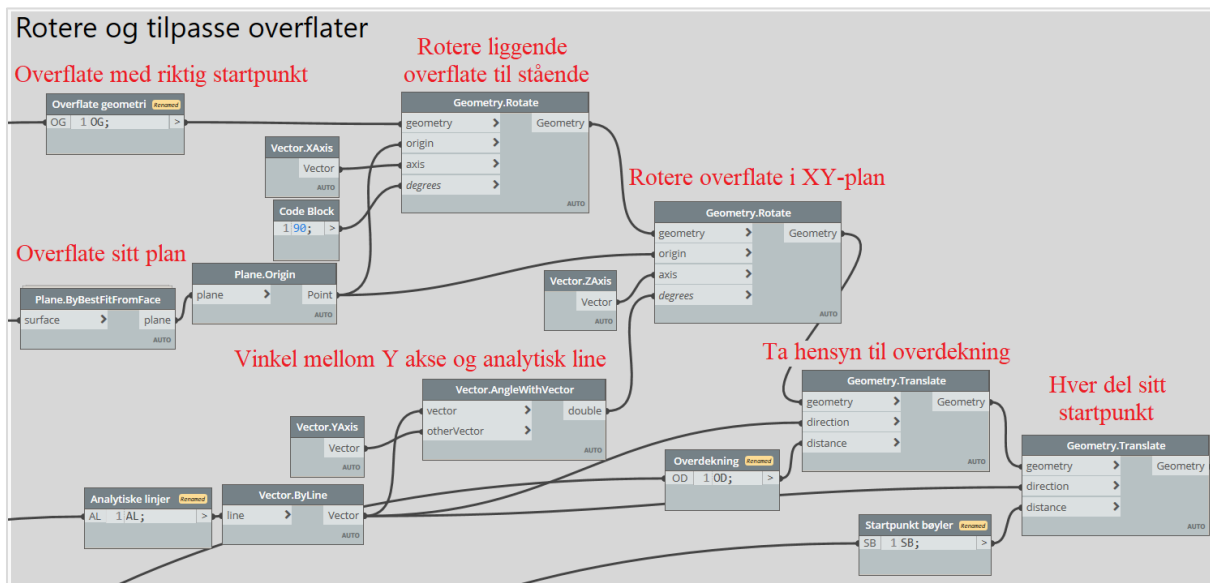 Rotere og tilpasse overflater
Overflate med riktig startpunkt
Overflate geometri Renamed
OG 1 OG; >
Rotere liggende
overflate til stående
Geometry.Rotate
geometry > Geometry
origin >
axis >
degrees >
AUTO
Vector.XAxis
Vector
AUTO
Code Block
1 90; >
Overflate sitt plan
Plane.ByBestFitFromFace
surface > plane
AUTO
Plane.Origin
plane > Point
AUTO
Rotere overflate i XY-plan
Geometry.Rotate
geometry > Geometry
origin >
axis >
degrees >
AUTO
Vector.ZAxis
Vector
AUTO
Vinkel mellom Y akse og analytisk line
Vector.AngleWithVector
vector > double
otherVector >
AUTO
Vector.YAxis
Vector
AUTO
Analytiske linjer Renamed
AL 1 AL; >
Vector.ByLine
line > Vector
AUTO
Ta hensyn til overdekning
Geometry.Translate
geometry > Geometry
direction >
distance >
AUTO
Overdekning Renamed
OD 1 OD; >
Hver del sitt
startpunkt
Geometry.Translate
geometry > Geometry
direction >
distance >
AUTO
Startpunkt bøyler Renamed
SB 1 SB; >